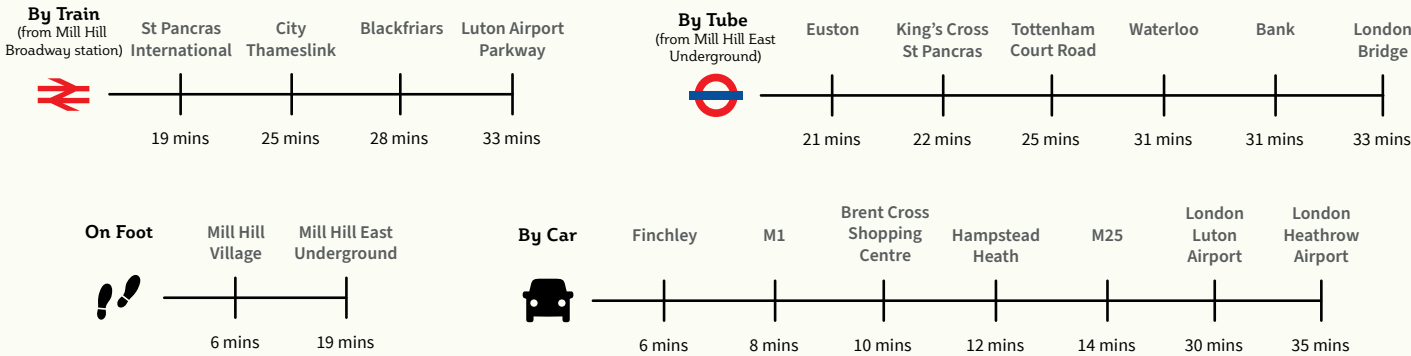 By Train
(from Mill Hill
Broadway station)
St Pancras
International
City
Thameslink
Blackfriars
Luton Airport
Parkway
19 mins
25 mins
28 mins
33 mins
By Tube
(from Mill Hill East
Underground)
Euston
King’s Cross
St Pancras
Tottenham
Court Road
Waterloo
Bank
London
Bridge
21 mins
22 mins
25 mins
31 mins
31 mins
33 mins
On Foot
Mill Hill
Village
Mill Hill East
Underground
6 mins
19 mins
By Car
Finchley
M1
Brent Cross
Shopping
Centre
Hampstead
Heath
M25
London
Luton
Airport
London
Heathrow
Airport
6 mins
8 mins
10 mins
12 mins
14 mins
30 mins
35 mins